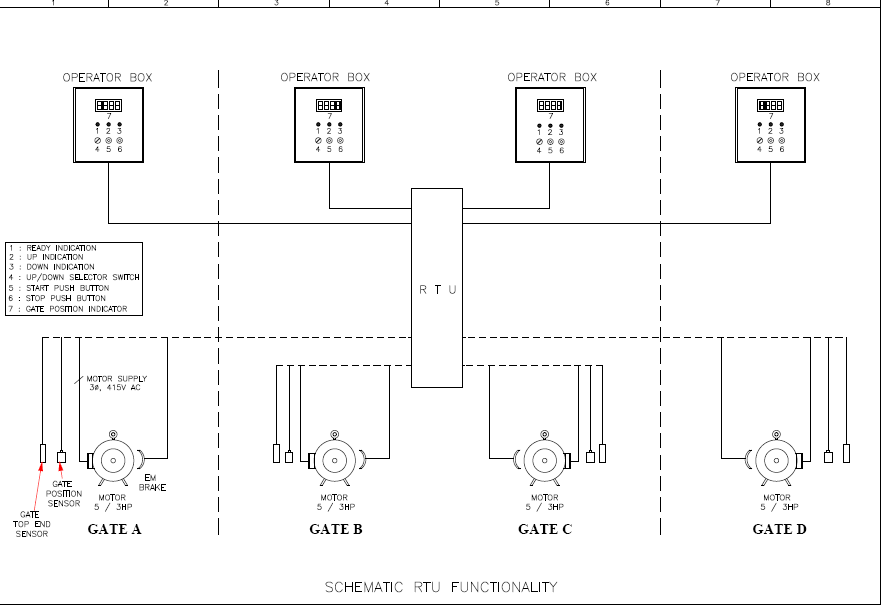 1 2 3 4 5 6 7 8
OPERATOR BOX OPERATOR BOX OPERATOR BOX OPERATOR BOX
7 7 7 7
1 2 3 1 2 3 1 2 3 1 2 3
4 5 6 4 5 6 4 5 6 4 5 6
1 : READY INDICATION
2 : UP INDICATION
3 : DOWN INDICATION
4 : UP/DOWN SELECTOR SWITCH
5 : START PUSH BUTTON
6 : STOP PUSH BUTTON
7 : GATE POSITION INDICATOR
R T U
MOTOR SUPPLY
3ø, 415V AC
GATE
POSITION
SENSOR
EM
BRAKE
GATE
TOP END
SENSOR
MOTOR
5 / 3HP
GATE A
MOTOR
5 / 3HP
GATE B
MOTOR
5 / 3HP
GATE C
MOTOR
5 / 3HP
GATE D
SCHEMATIC RTU FUNCTIONALITY